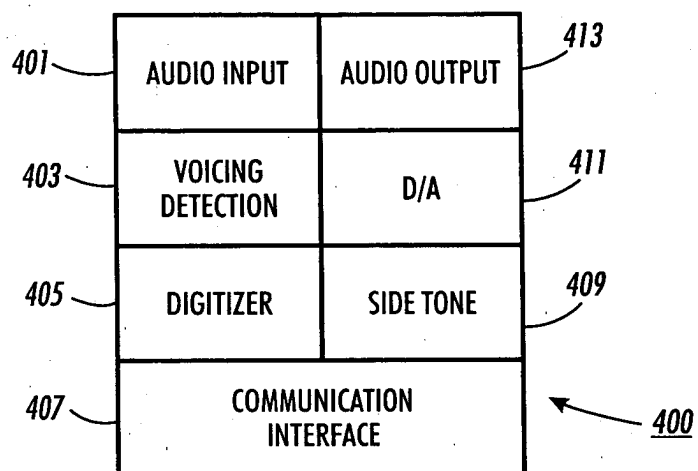 401 AUDIO INPUT AUDIO OUTPUT 413
403 VOICING DETECTION D/A 411
405 DIGITIZER SIDE TONE 409
407 COMMUNICATION INTERFACE
400